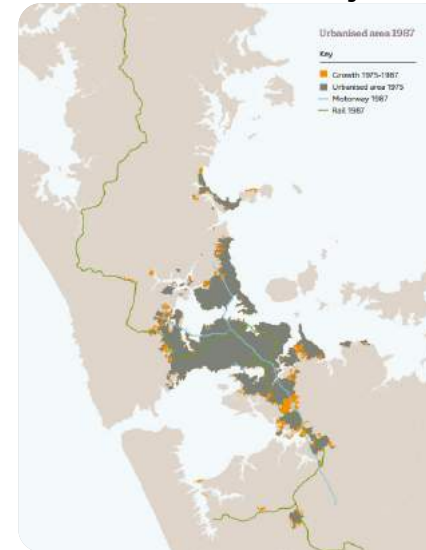 Urbanised area 1987
Key
Growth 1975-1987
Urbanised area 1975
Motorway 1987
Rail 1987